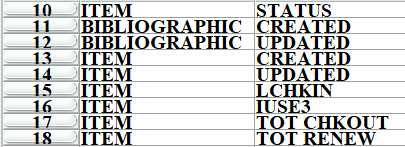 10 ITEM STATUS
11 BIBLIOGRAPHIC CREATED
12 BIBLIOGRAPHIC UPDATED
13 ITEM CREATED
14 ITEM UPDATED
15 ITEM LCHKIN
16 ITEM IUSE3
17 ITEM TOT CHKOUT
18 ITEM TOT RENEW